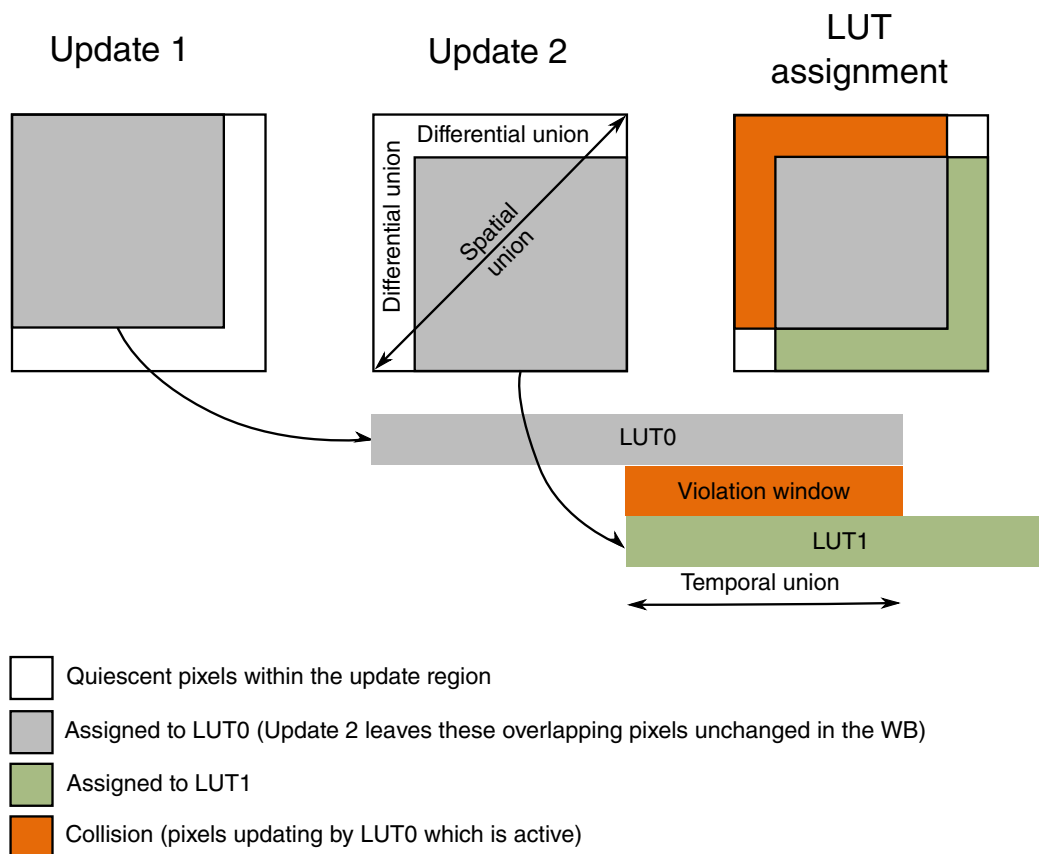 Update 1
Update 2
LUT
assignment
Differential union
Differential union
Spatial
union
LUT0
Violation window
LUT1
Temporal union
Quiescent pixels within the update region
Assigned to LUT0 (Update 2 leaves these overlapping pixels unchanged in the WB)
Assigned to LUT1
Collision (pixels updating by LUT0 which is active)